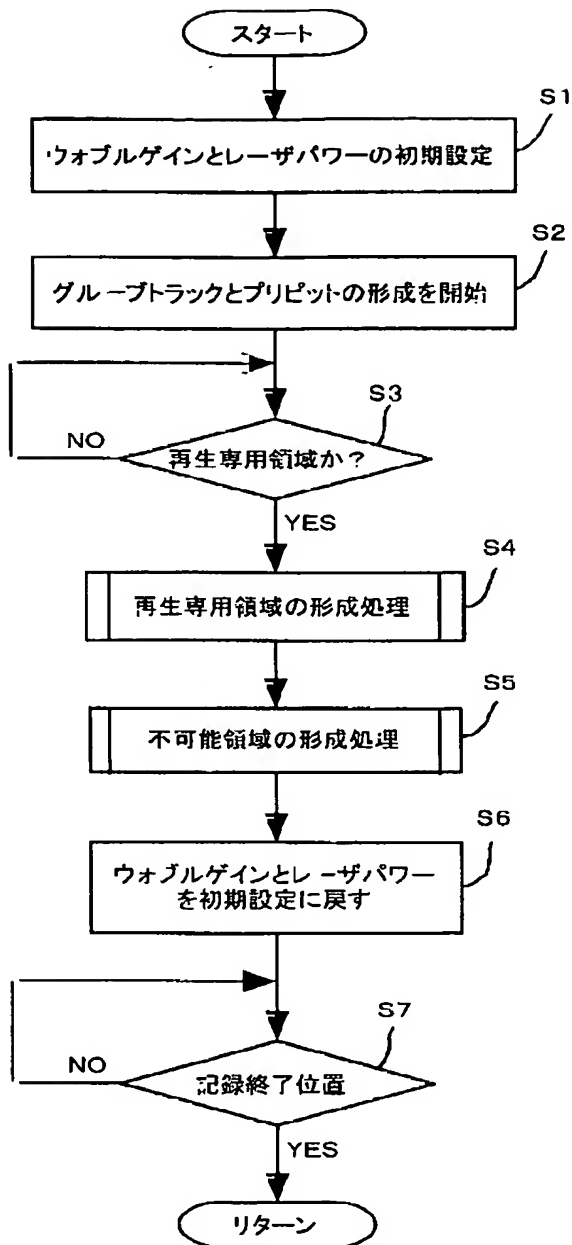 スタート
S1
ウォブルゲインとレーザパワーの初期設定
S2
グルーブトラックとプリピットの形成を開始
S3
NO
再生専用領域か？
YES
S4
再生専用領域の形成処理
S5
不可能領域の形成処理
S6
ウォブルゲインとレーザパワー
を初期設定に戻す
S7
NO
記録終了位置
YES
リターン